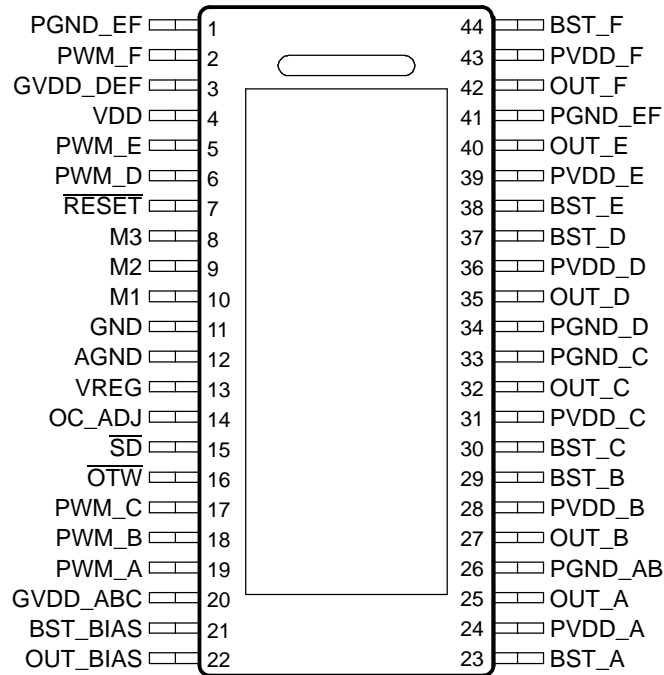 PGND_EF 1 44 BST_F
PWM_F 2 43 PVDD_F
GVDD_DEF 3 42 OUT_F
VDD 4 41 PGND_EF
PWM_E 5 40 OUT_E
PWM_D 6 39 PVDD_E
RESET 7 38 BST_E
M3 8 37 BST_D
M2 9 36 PVDD_D
M1 10 35 OUT_D
GND 11 34 PGND_D
AGND 12 33 PGND_C
VREG 13 32 OUT_C
OC_ADJ 14 31 PVDD_C
SD 15 30 BST_C
OTW 16 29 BST_B
PWM_C 17 28 PVDD_B
PWM_B 18 27 OUT_B
PWM_A 19 26 PGND_AB
GVDD_ABC 20 25 OUT_A
BST_BIAS 21 24 PVDD_A
OUT_BIAS 22 23 BST_A